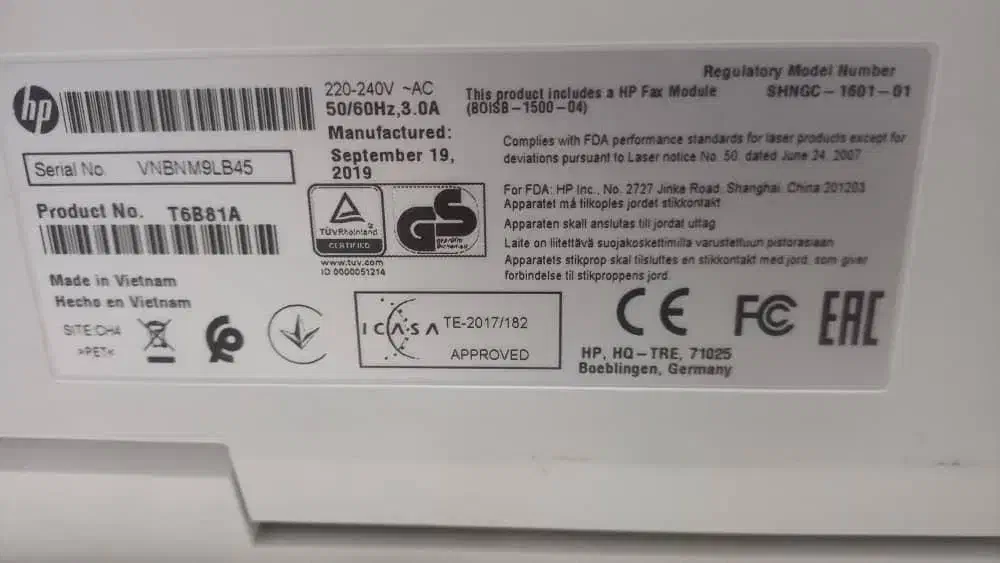 hp
220-240V ~AC
50/60Hz,3.0A
Manufactured:
September 19,
2019
This product includes a HP Fax Module
(BOISB-1500-04)
Regulatory Model Number
SHNGC-1601-01
Serial No. VNBNM9LB45
Product No. T6B81A
Complies with FDA performance standards for laser products except for
deviations pursuant to Laser notice No. 50, dated June 24, 2007
For FDA: HP Inc., No. 2727 Jinke Road, Shanghai, China 201203
Apparatet må tilkoples jordet stikkontakt
Apparaten skall anslutas till jordat uttag
Laite on liitettävä suojakoskettimilla varustettuun pistorasiaan
Apparatets stikprop skal tilsluttes en stikkontakt med jord, som giver
forbindelse til stikproppens jord.
TÜVRheinland
CERTIFIED
www.tuv.com
ID 0000051214
GS
geprüfte
Sicherheit
Made in Vietnam
Hecho en Vietnam
SITE:CH4
>PET<
ICASA TE-2017/182
APPROVED
CE FC EAC
HP, HQ-TRE, 71025
Boeblingen, Germany